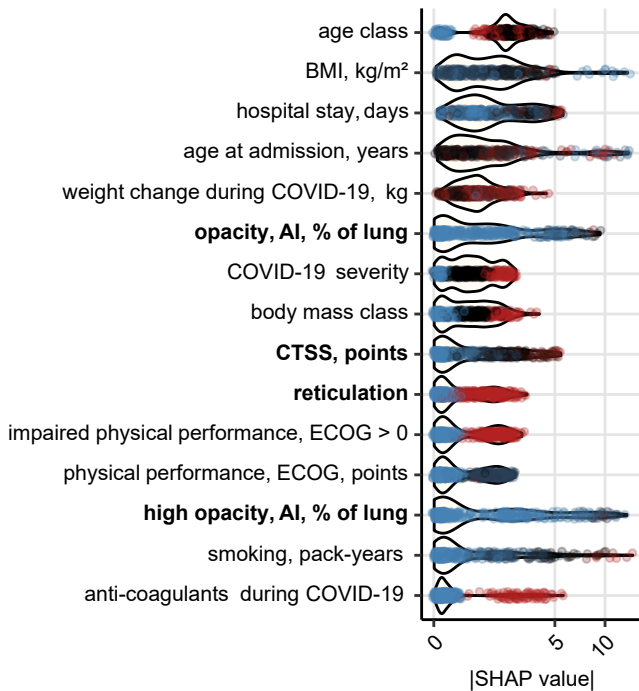 age class
BMI, kg/m²
hospital stay, days
age at admission, years
weight change during COVID-19, kg
opacity, AI, % of lung
COVID-19 severity
body mass class
CTSS, points
reticulation
impaired physical performance, ECOG > 0
physical performance, ECOG, points
high opacity, AI, % of lung
smoking, pack-years
anti-coagulants during COVID-19
0 5 10
|SHAP value|